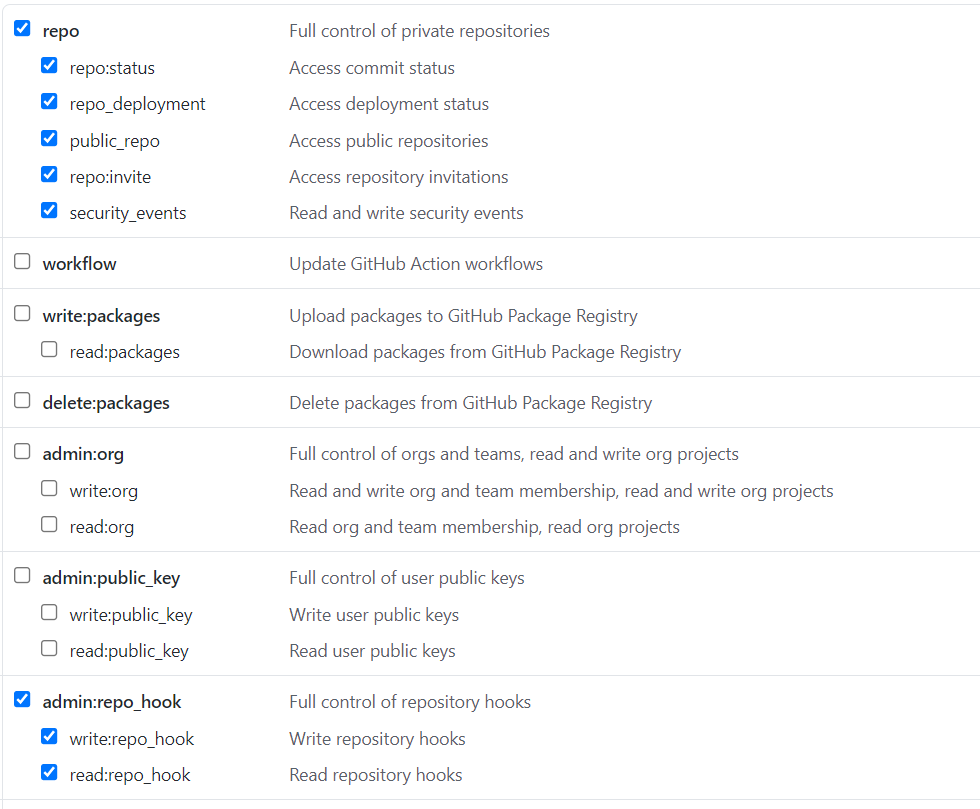 repo Full control of private repositories
repo:status Access commit status
repo_deployment Access deployment status
public_repo Access public repositories
repo:invite Access repository invitations
security_events Read and write security events
workflow Update GitHub Action workflows
write:packages Upload packages to GitHub Package Registry
read:packages Download packages from GitHub Package Registry
delete:packages Delete packages from GitHub Package Registry
admin:org Full control of orgs and teams, read and write org projects
write:org Read and write org and team membership, read and write org projects
read:org Read org and team membership, read org projects
admin:public_key Full control of user public keys
write:public_key Write user public keys
read:public_key Read user public keys
admin:repo_hook Full control of repository hooks
write:repo_hook Write repository hooks
read:repo_hook Read repository hooks